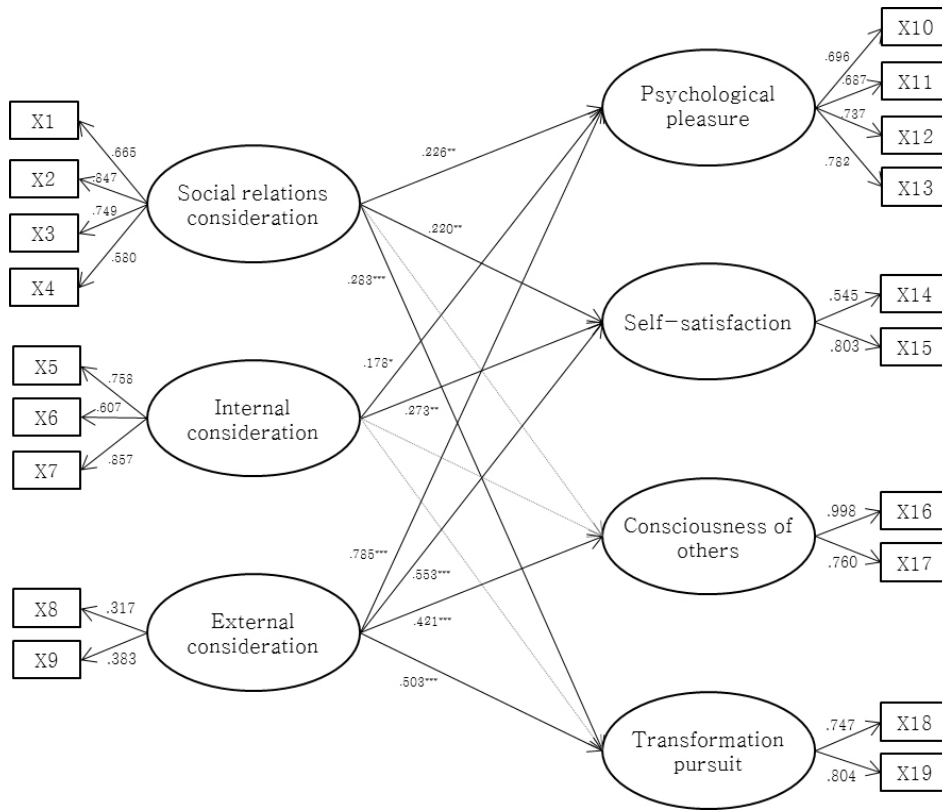 X1
X2
X3
X4
.665
.847
.749
.580
Social relations
consideration
X5
X6
X7
.758
.607
.857
Internal
consideration
X8
X9
.317
.383
External
consideration
.226**
.220**
.283***
.178*
.273**
.785***
.553***
.421***
.503***
Psychological
pleasure
.696
.687
.737
.782
X10
X11
X12
X13
Self-satisfaction
.545
.803
X14
X15
Consciousness of
others
.998
.760
X16
X17
Transformation
pursuit
.747
.804
X18
X19